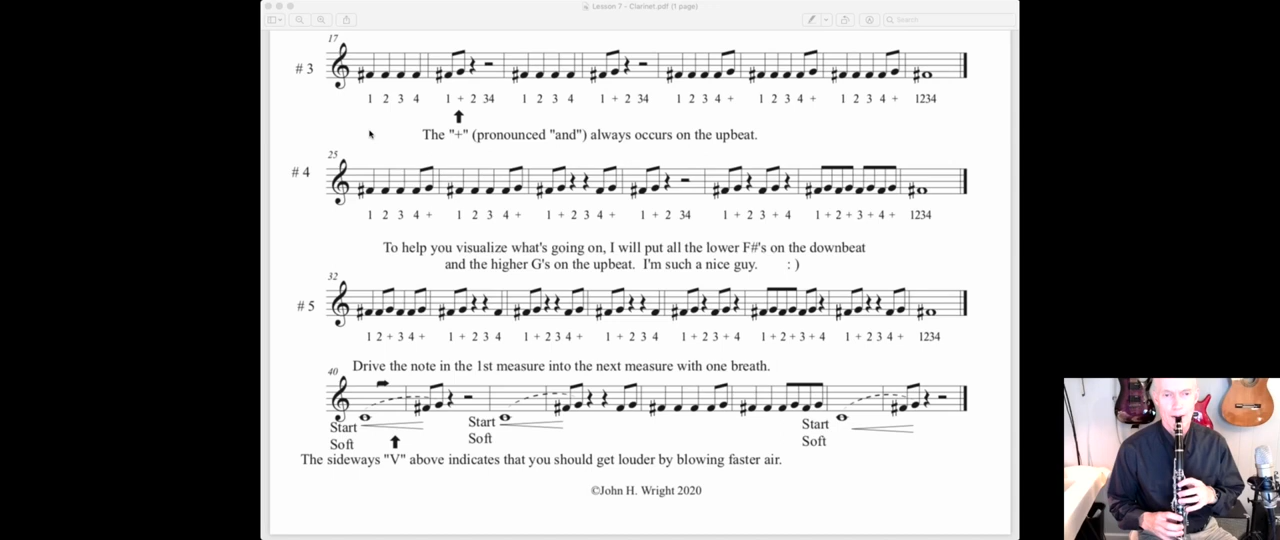 Lesson 7 - Clarinet.pdf (1 page)
Search
17
# 3
1 2 3 4 1 + 2 34 1 2 3 4 1 + 2 34 1 2 3 4 + 1 2 3 4 + 1 2 3 4 + 1234
The "+" (pronounced "and") always occurs on the upbeat.
25
# 4
1 2 3 4 + 1 2 3 4 + 1 + 2 3 4 + 1 + 2 34 1 + 2 3 + 4 1 + 2 + 3 + 4 + 1234
To help you visualize what's going on, I will put all the lower F#'s on the downbeat
and the higher G's on the upbeat. I'm such a nice guy. : )
32
# 5
1 2 + 3 4 + 1 + 2 3 4 1 + 2 3 4 + 1 + 2 3 4 1 + 2 3 + 4 1 + 2 + 3 + 4 1 + 2 3 4 + 1234
Drive the note in the 1st measure into the next measure with one breath.
40
Start
Soft
Start
Soft
Start
Soft
The sideways "V" above indicates that you should get louder by blowing faster air.
©John H. Wright 2020